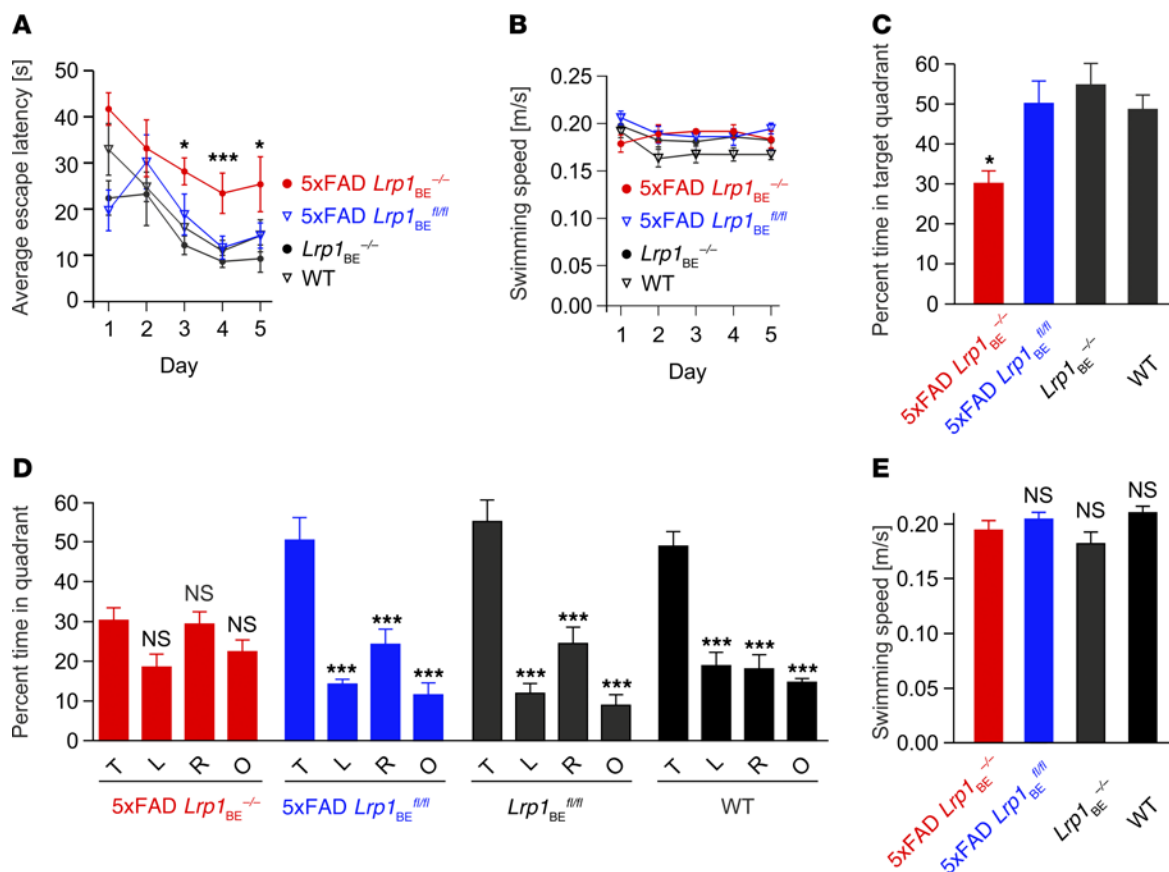 A
Average escape latency [s]
50
40
30
20
10
0
*
***
*
1 2 3 4 5
Day
5xFAD Lrp1BE−/−
5xFAD Lrp1BEfl/fl
Lrp1BE−/−
WT
B
Swimming speed [m/s]
0.25
0.20
0.15
0.10
0.05
0.00
5xFAD Lrp1BE−/−
5xFAD Lrp1BEfl/fl
Lrp1BE−/−
WT
1 2 3 4 5
Day
C
Percent time in target quadrant
60
50
40
30
20
10
0
*
5xFAD Lrp1BE−/−
5xFAD Lrp1BEfl/fl
Lrp1BE−/−
WT
D
Percent time in quadrant
60
50
40
30
20
10
0
NS NS NS
*** *** ***
*** *** ***
*** *** ***
T L R O T L R O T L R O T L R O
5xFAD Lrp1BE−/− 5xFAD Lrp1BEfl/fl Lrp1BEfl/fl WT
E
Swimming speed [m/s]
0.20
0.15
0.10
0.05
0.00
NS NS NS
5xFAD Lrp1BE−/−
5xFAD Lrp1BEfl/fl
Lrp1BE−/−
WT